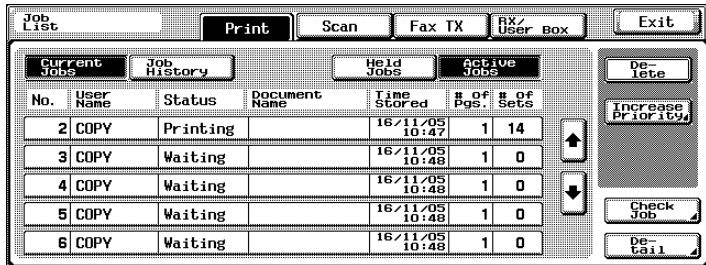 Job
List
Print
Scan
Fax TX
RX/
User Box
Exit
Current
Jobs
Job
History
Held
Jobs
Active
Jobs
De-
lete
No.
User
Name
Status
Document
Name
Time
Stored
# of
Pgs.
# of
Sets
Increase
Priority
2 COPY Printing 16/11/05 1 14
10:47
3 COPY Waiting 16/11/05 1 0
10:48
4 COPY Waiting 16/11/05 1 0
10:48
5 COPY Waiting 16/11/05 1 0
10:48
6 COPY Waiting 16/11/05 1 0
10:48
Check
Job
De-
tail